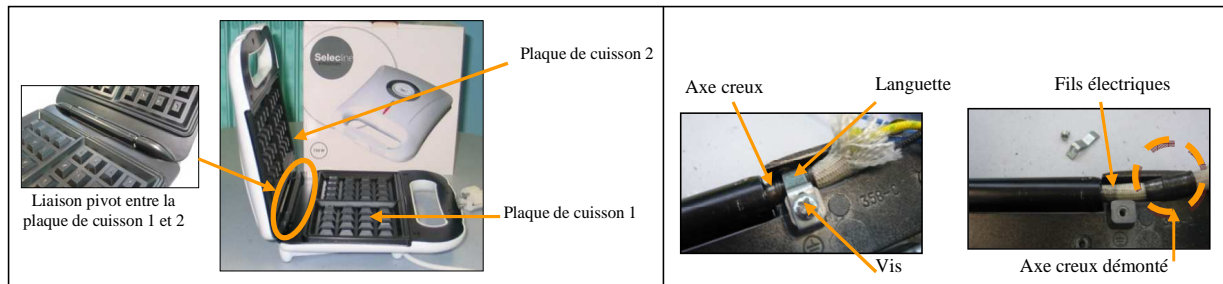 Selecline
Plaque de cuisson 2
Liaison pivot entre la
plaque de cuisson 1 et 2
Plaque de cuisson 1
Axe creux
Languette
Fils électriques
Vis
Axe creux démonté